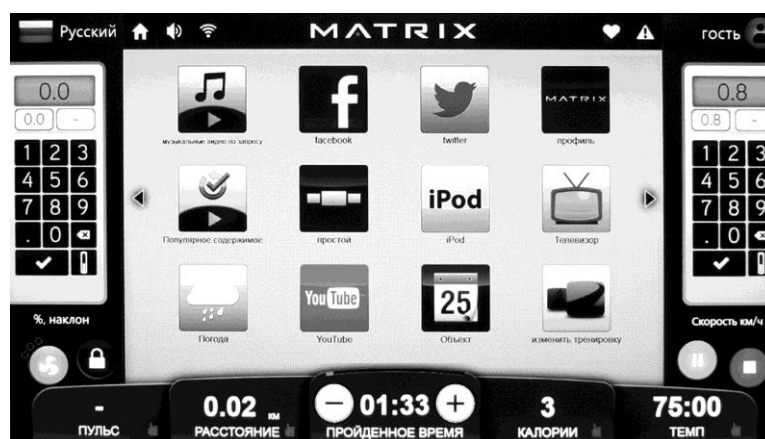 Русский
MATRIX
гость
0.0
0.0 -
1 2 3
4 5 6
7 8 9
. 0
%, наклон
музыкальные видео по запросу
facebook
twitter
MATRIX
профиль
Популярное содержимое
простой
iPod
iPod
Телевизор
Погода
You Tube
YouTube
25
Объект
изменить тренировку
0.8
0.8 -
1 2 3
4 5 6
7 8 9
. 0
Скорость км/ч
-
ПУЛЬС
0.02 км
РАССТОЯНИЕ
01:33
ПРОЙДЕННОЕ ВРЕМЯ
3
КАЛОРИИ
75:00
ТЕМП